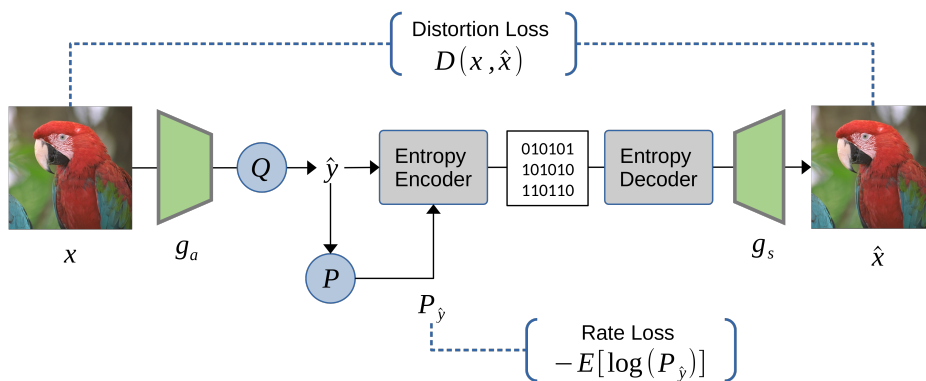 Distortion Loss
D(x, x̂)
x
gₐ
Q
ŷ
Entropy
Encoder
010101
101010
110110
Entropy
Decoder
gₛ
x̂
P
P_ŷ
Rate Loss
−E[log(P_ŷ)]